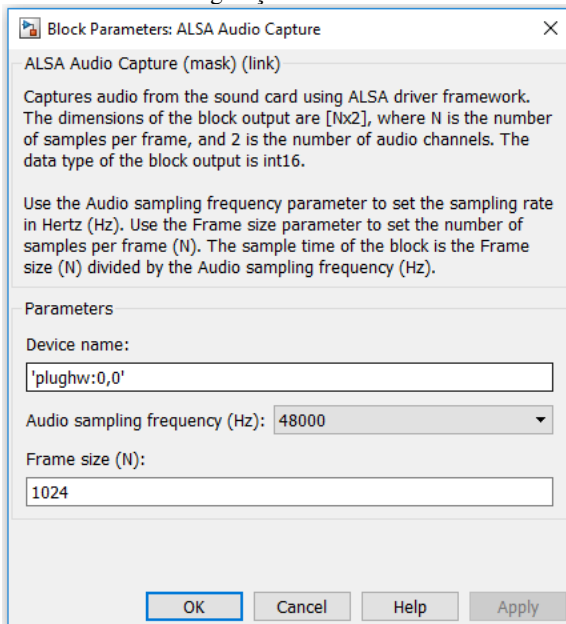 Block Parameters: ALSA Audio Capture
ALSA Audio Capture (mask) (link)
Captures audio from the sound card using ALSA driver framework.
The dimensions of the block output are [Nx2], where N is the number
of samples per frame, and 2 is the number of audio channels. The
data type of the block output is int16.
Use the Audio sampling frequency parameter to set the sampling rate
in Hertz (Hz). Use the Frame size parameter to set the number of
samples per frame (N). The sample time of the block is the Frame
size (N) divided by the Audio sampling frequency (Hz).
Parameters
Device name:
'plughw:0,0'
Audio sampling frequency (Hz): 48000
Frame size (N):
1024
OK Cancel Help Apply